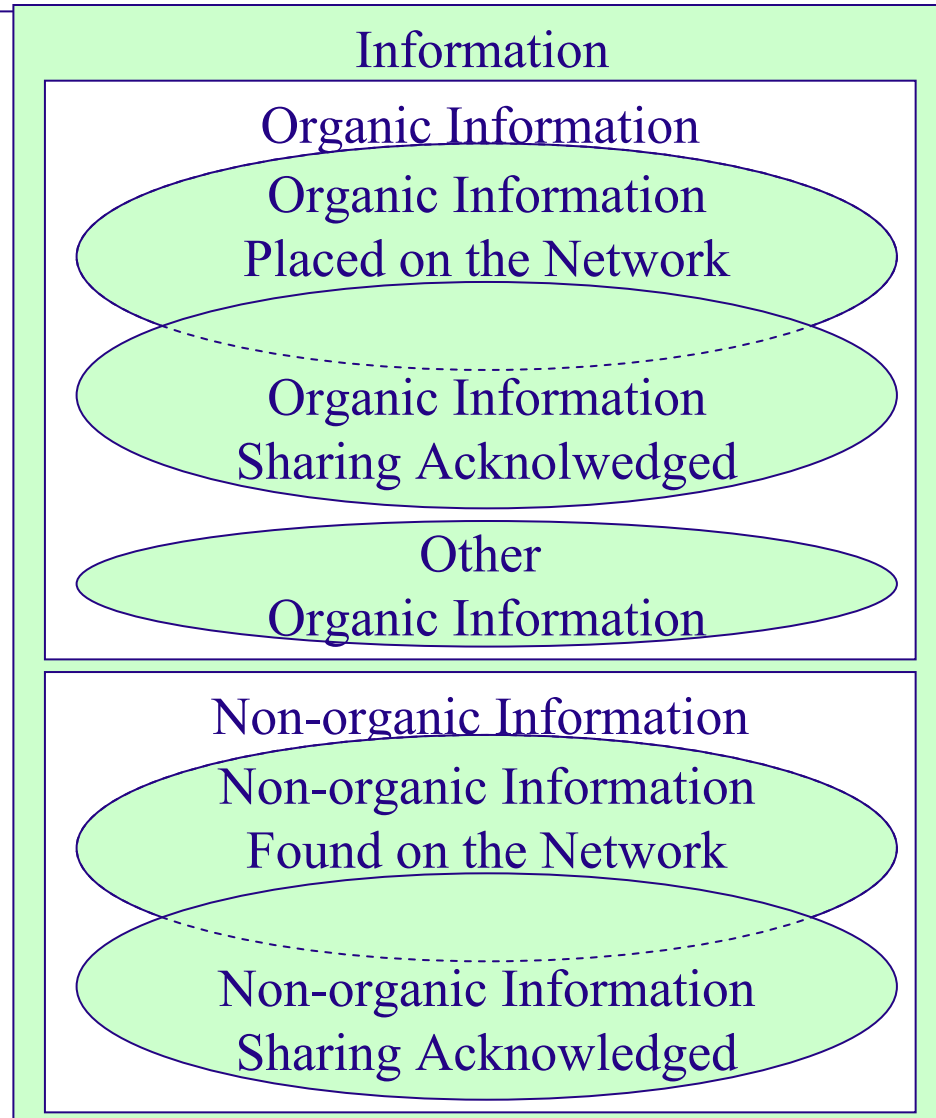 Information
Organic Information
Organic Information
Placed on the Network
Organic Information
Sharing Acknolwedged
Other
Organic Information
Non-organic Information
Non-organic Information
Found on the Network
Non-organic Information
Sharing Acknowledged